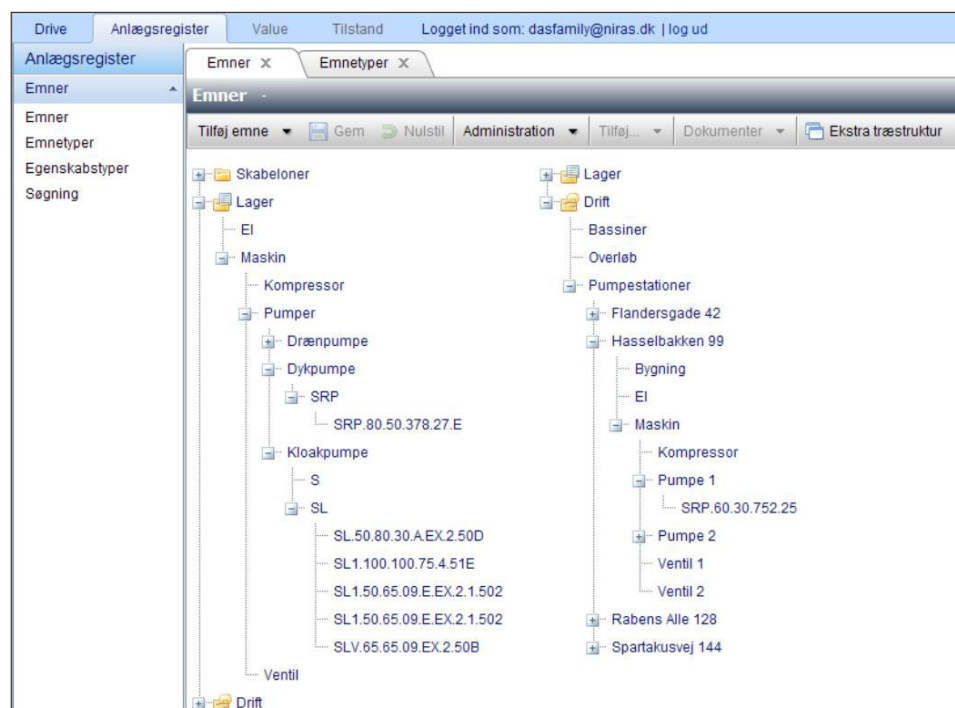 Drive Anlægsregister Value Tilstand Logget ind som: dasfamily@niras.dk | log ud
Anlægsregister
Emner
Emner
Emnetyper
Egenskabstyper
Søgning
Emner X Emnetyper X
Emner -
Tilføj emne Gem Nulstil Administration Tilføj... Dokumenter Ekstra træstruktur
Skabeloner
Lager
El
Maskin
Kompressor
Pumper
Drænpumpe
Dykpumpe
SRP
SRP.80.50.378.27.E
Kloakpumpe
S
SL
SL.50.80.30.A.EX.2.50D
SL1.100.100.75.4.51E
SL1.50.65.09.E.EX.2.1.502
SL1.50.65.09.E.EX.2.1.502
SLV.65.65.09.EX.2.50B
Ventil
Drift
Lager
Drift
Bassiner
Overløb
Pumpestationer
Flandersgade 42
Hasselbakken 99
Bygning
El
Maskin
Kompressor
Pumpe 1
SRP.60.30.752.25
Pumpe 2
Ventil 1
Ventil 2
Rabens Alle 128
Spartakusvej 144